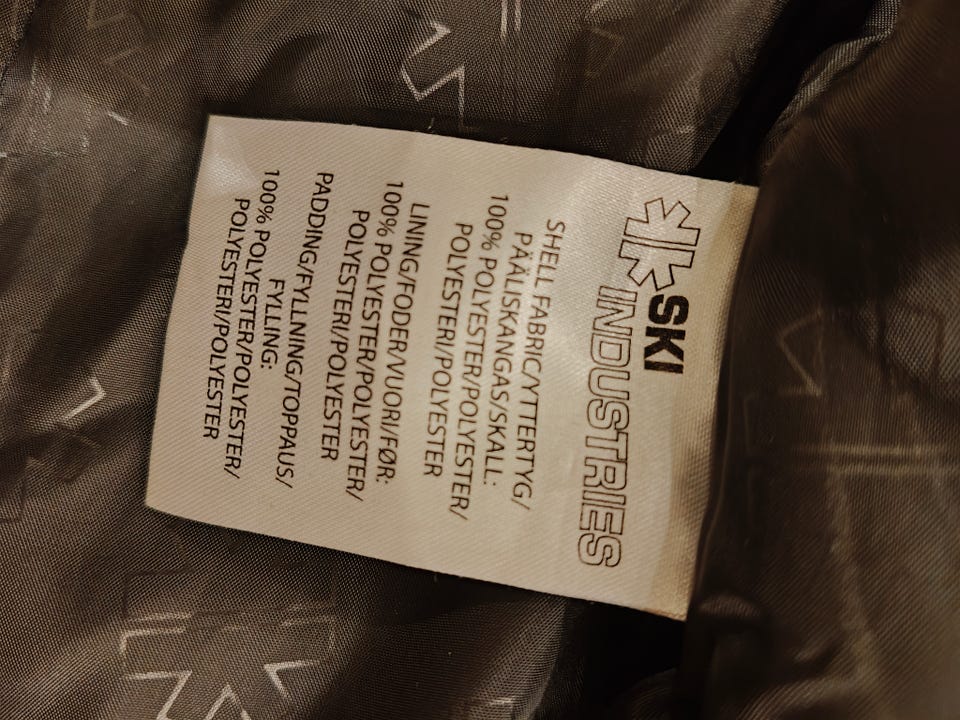 SKI
INDUSTRIES
SHELL FABRIC/YTTERTYG/
PÄÄLISKANGAS/SKALL:
100% POLYESTER/POLYESTER/
POLYESTERI/POLYESTER
LINING/FODER/VUORI/FØR:
100% POLYESTER/POLYESTER/
POLYESTERI/POLYESTER
PADDING/FYLLNING/TOPPAUS/
FYLLING:
100% POLYESTER/POLYESTER/
POLYESTERI/POLYESTER